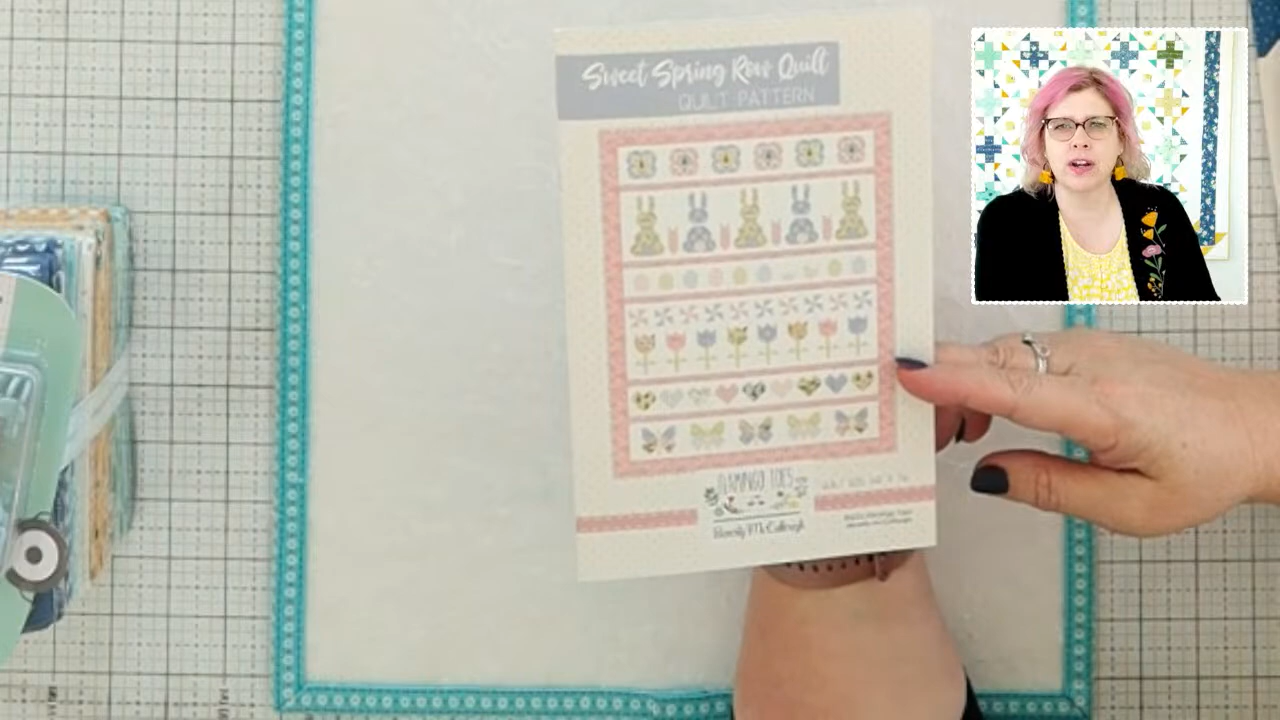 Sweet Spring Row Quilt
QUILT PATTERN
FLAMINGO TOES
Beverly McCullough